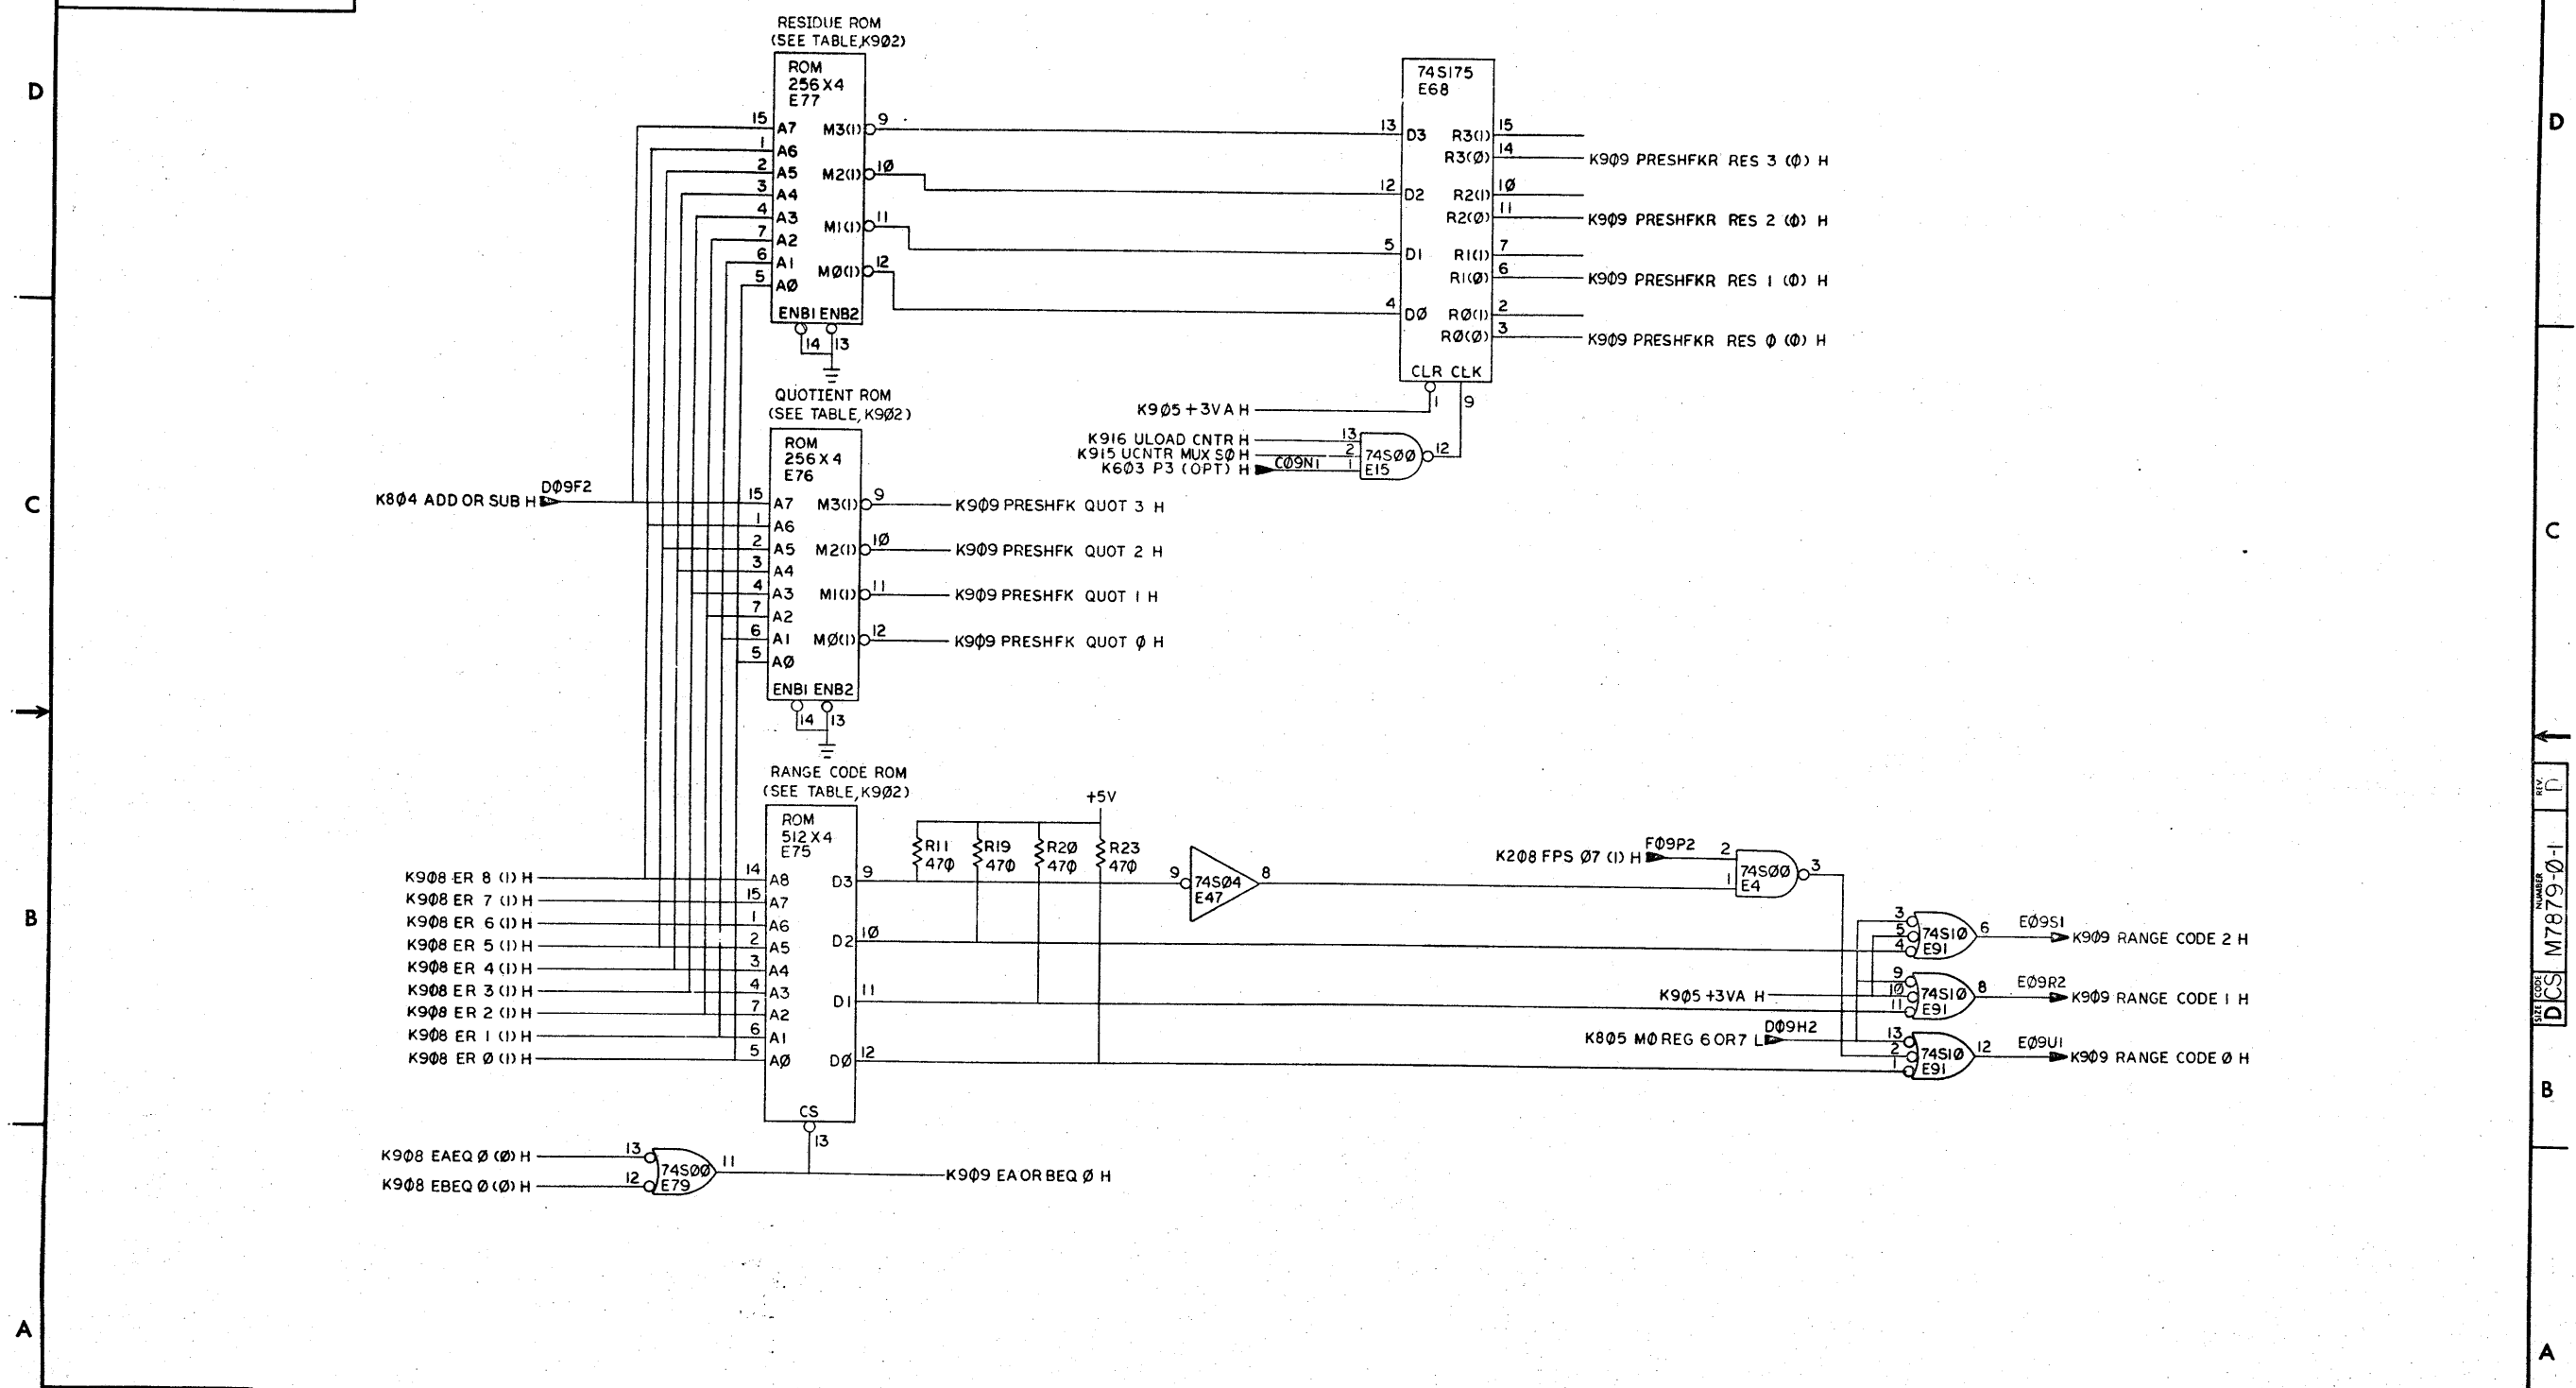 RESIDUE ROM
(SEE TABLE,K9Ø2)
ROM
256X4
E77
15 A7 M3(1) 9
1 A6
2 A5 M2(1) 1Ø
3 A4
4 A3 M1(1) 11
7 A2
6 A1 MØ(1) 12
5 AØ
ENB1 ENB2
14 13
74S175
E68
13 D3 R3(1) 15
R3(Ø) 14 K9Ø9 PRESHFKR RES 3 (Ø) H
12 D2 R2(1) 1Ø
R2(Ø) 11 K9Ø9 PRESHFKR RES 2 (Ø) H
5 D1 R1(1) 7
R1(Ø) 6 K9Ø9 PRESHFKR RES 1 (Ø) H
4 DØ RØ(1) 2
RØ(Ø) 3 K9Ø9 PRESHFKR RES Ø (Ø) H
CLR CLK
1 9
K9Ø5 +3VA H
K916 ULOAD CNTR H 13
K915 UCNTR MUX SØ H 2 74SØØ 12
K6Ø3 P3 (OPT) H CØ9N1 1 E15
QUOTIENT ROM
(SEE TABLE, K9Ø2)
ROM
256X4
E76
K8Ø4 ADD OR SUB H DØ9F2
15 A7 M3(1) 9 K9Ø9 PRESHFK QUOT 3 H
1 A6
2 A5 M2(1) 1Ø K9Ø9 PRESHFK QUOT 2 H
3 A4
4 A3 M1(1) 11 K9Ø9 PRESHFK QUOT 1 H
7 A2
6 A1 MØ(1) 12 K9Ø9 PRESHFK QUOT Ø H
5 AØ
ENB1 ENB2
14 13
RANGE CODE ROM
(SEE TABLE, K9Ø2)
ROM
512X4
E75
+5V
R11 47Ø
R19 47Ø
R2Ø 47Ø
R23 47Ø
K9Ø8 ER 8 (1) H 14 A8 D3 9
K9Ø8 ER 7 (1) H 15 A7
K9Ø8 ER 6 (1) H 1 A6
K9Ø8 ER 5 (1) H 2 A5 D2 1Ø
K9Ø8 ER 4 (1) H 3 A4
K9Ø8 ER 3 (1) H 4 A3 D1 11
K9Ø8 ER 2 (1) H 7 A2
K9Ø8 ER 1 (1) H 6 A1
K9Ø8 ER Ø (1) H 5 AØ DØ 12
CS
13
9 74SØ4 8
E47
K2Ø8 FPS Ø7 (1) H FØ9P2 2
74SØØ 3
1 E4
3 5 4 74S1Ø E91 6 EØ9S1 K9Ø9 RANGE CODE 2 H
K9Ø5 +3VA H
9 1Ø 11 74S1Ø E91 8 EØ9R2 K9Ø9 RANGE CODE 1 H
K8Ø5 MØ REG 6 OR 7 L DØ9H2
13 2 1 74S1Ø E91 12 EØ9U1 K9Ø9 RANGE CODE Ø H
K9Ø8 EAEQ Ø (Ø) H 13
K9Ø8 EBEQ Ø (Ø) H 12
74SØØ E79 11
K9Ø9 EA OR BEQ Ø H
D
C
B
A
D
C
B
A
SIZE CODE NUMBER REV.
D CS M7879-Ø-1 D